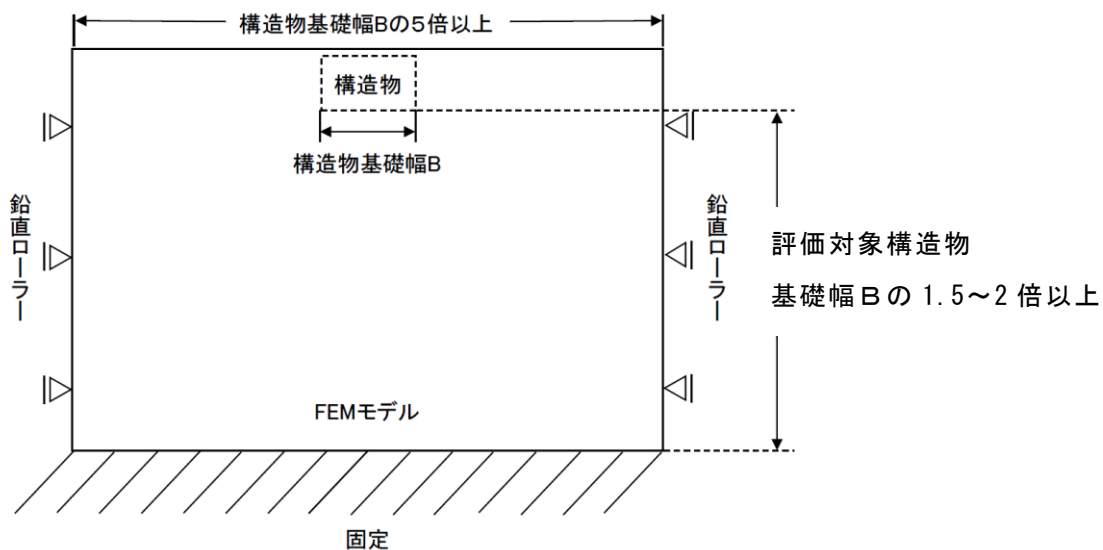 構造物基礎幅Bの5倍以上
構造物
構造物基礎幅B
鉛直ローラー
鉛直ローラー
評価対象構造物
基礎幅Ｂの 1.5～2 倍以上
FEMモデル
固定